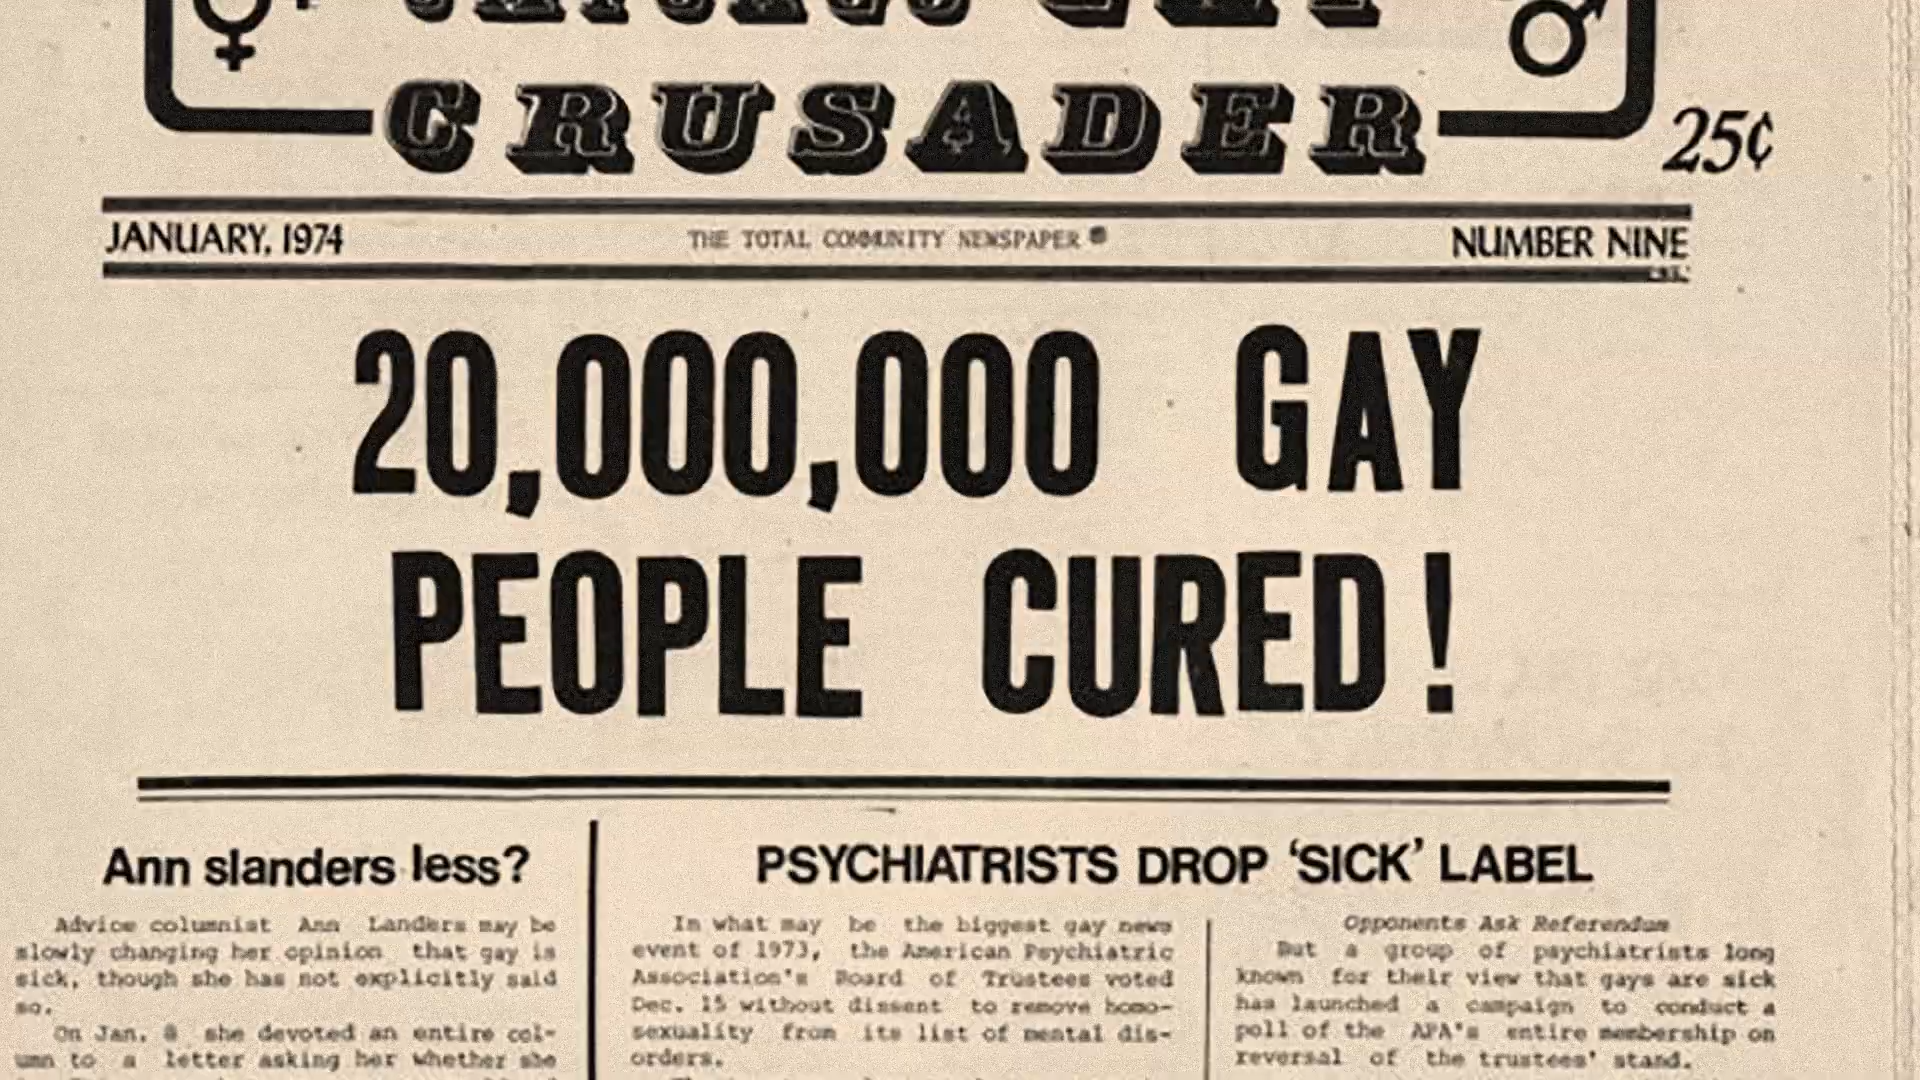 CRUSADER
25¢
JANUARY, 1974
THE TOTAL COMMUNITY NEWSPAPER
NUMBER NINE
20,000,000 GAY
PEOPLE CURED!
Ann slanders less?
Advice columnist Ann Landers may be
slowly changing her opinion that gay is
sick, though she has not explicitly said
so.
On Jan. 8 she devoted an entire col-
umn to a letter asking her whether she
PSYCHIATRISTS DROP ‘SICK’ LABEL
In what may be the biggest gay news
event of 1973, the American Psychiatric
Association's Board of Trustees voted
Dec. 15 without dissent to remove homo-
sexuality from its list of mental dis-
orders.
Opponents Ask Referendum
But a group of psychiatrists long
known for their view that gays are sick
has launched a campaign to conduct a
poll of the APA's entire membership on
reversal of the trustees' stand.